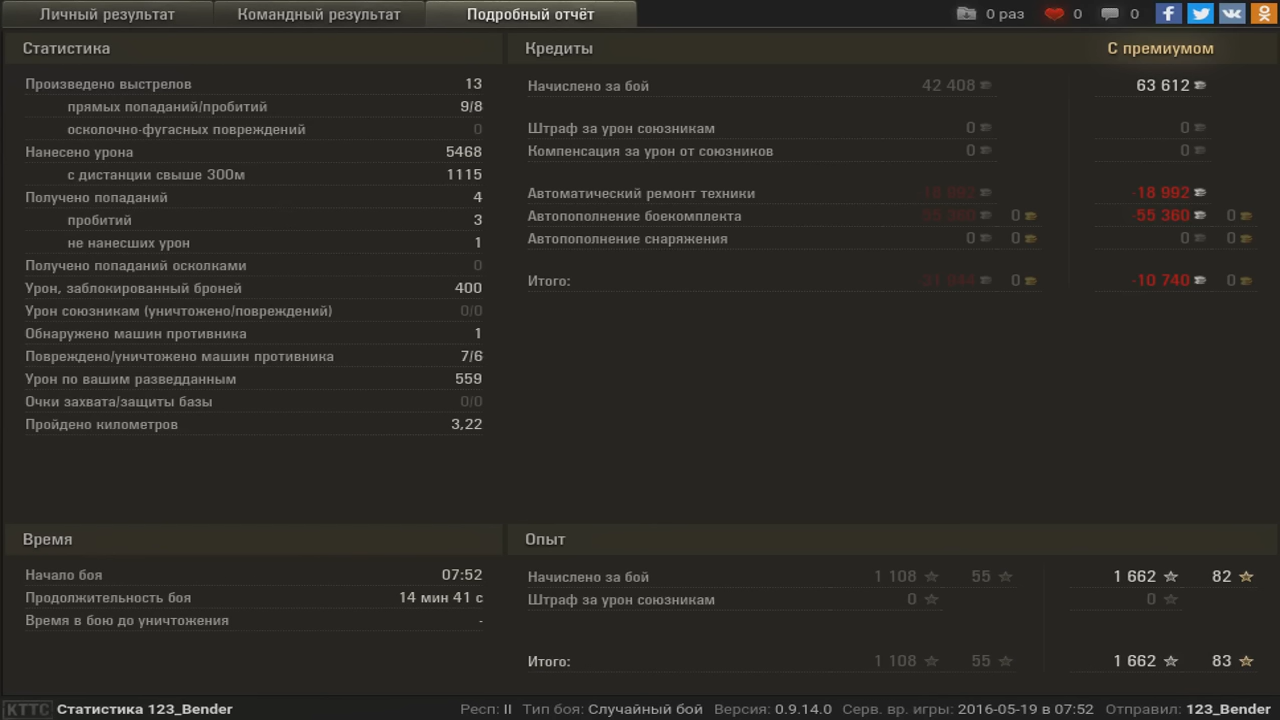 Личный результат Командный результат Подробный отчёт 0 раз 0 0
Статистика
Произведено выстрелов 13
прямых попаданий/пробитий 9/8
осколочно-фугасных повреждений 0
Нанесено урона 5468
с дистанции свыше 300м 1115
Получено попаданий 4
пробитий 3
не нанесших урон 1
Получено попаданий осколками 0
Урон, заблокированный броней 400
Урон союзникам (уничтожено/повреждений) 0/0
Обнаружено машин противника 1
Повреждено/уничтожено машин противника 7/6
Урон по вашим разведданным 559
Очки захвата/защиты базы 0/0
Пройдено километров 3,22
Кредиты С премиумом
Начислено за бой 42 408 63 612
Штраф за урон союзникам 0 0
Компенсация за урон от союзников 0 0
Автоматический ремонт техники -18 992 -18 992
Автопополнение боекомплекта -55 360 0 -55 360 0
Автопополнение снаряжения 0 0 0 0
Итого: -31 944 0 -10 740 0
Время
Начало боя 07:52
Продолжительность боя 14 мин 41 с
Время в бою до уничтожения -
Опыт
Начислено за бой 1 108 55 1 662 82
Штраф за урон союзникам 0 0
Итого: 1 108 55 1 662 83
КТТС Статистика 123_Bender Респ: II Тип боя: Случайный бой Версия: 0.9.14.0 Серв. вр. игры: 2016-05-19 в 07:52 Отправил: 123_Bender